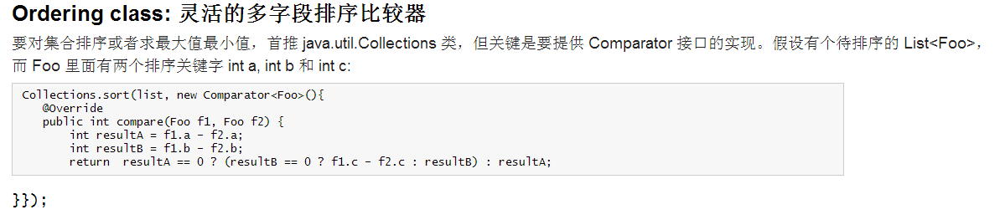 Ordering class: 灵活的多字段排序比较器
要对集合排序或者求最大值最小值，首推 java.util.Collections 类，但关键是要提供 Comparator 接口的实现。假设有个待排序的 List<Foo>，
而 Foo 里面有两个排序关键字 int a, int b 和 int c:
Collections.sort(list, new Comparator<Foo>(){
@Override
public int compare(Foo f1, Foo f2) {
int resultA = f1.a - f2.a;
int resultB = f1.b - f2.b;
return  resultA == 0 ? (resultB == 0 ? f1.c - f2.c : resultB) : resultA;
}});